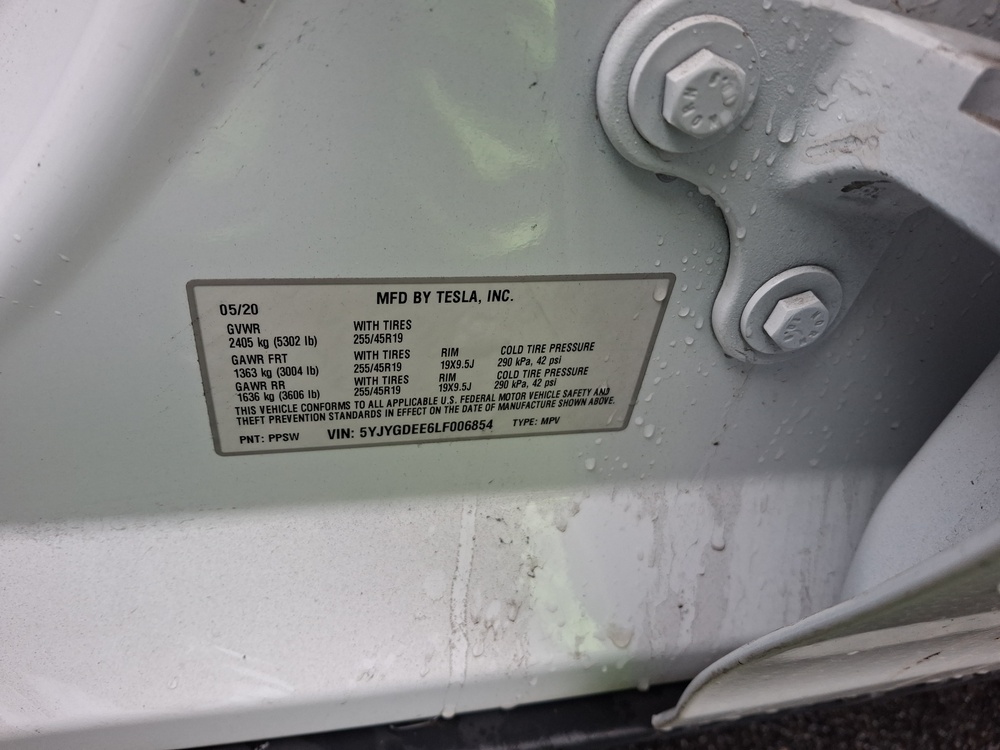 MFD BY TESLA, INC.
05/20
GVWR WITH TIRES
2405 kg (5302 lb) 255/45R19
GAWR FRT WITH TIRES RIM COLD TIRE PRESSURE
1363 kg (3004 lb) 255/45R19 19X9.5J 290 kPa, 42 psi
GAWR RR WITH TIRES RIM COLD TIRE PRESSURE
1636 kg (3606 lb) 255/45R19 19X9.5J 290 kPa, 42 psi
THIS VEHICLE CONFORMS TO ALL APPLICABLE U.S. FEDERAL MOTOR VEHICLE SAFETY AND
THEFT PREVENTION STANDARDS IN EFFECT ON THE DATE OF MANUFACTURE SHOWN ABOVE.
PNT: PPSW VIN: 5YJYGDEE6LF006854 TYPE: MPV